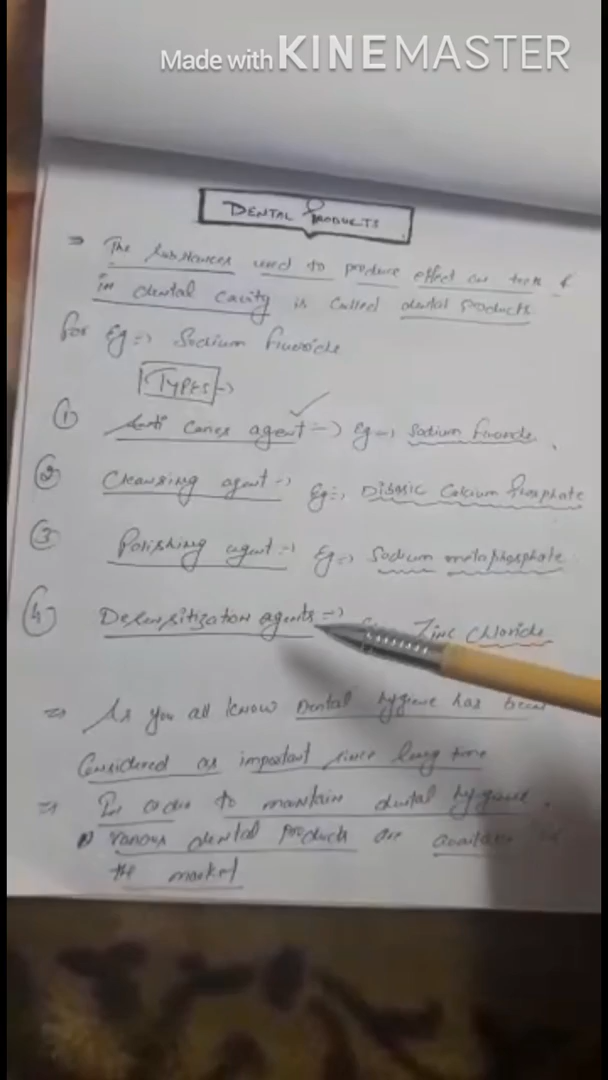 Made with KINEMASTER
DENTAL PRODUCTS
⇒ The substances used to produce effect on teeth &
in dental cavity is called dental products
for Eg → Sodium fluoride
TYPES →
① Anti caries agent → Eg → Sodium fluoride.
② Cleansing agent → Eg → Dibasic Calcium Phosphate
③ Polishing agent → Eg → Sodium metaphosphate
④ Desensitization agents → Zinc Chloride
⇒ As you all know Dental hygiene has been
Considered as important since long time
⇒ In order to maintain dental hygiene,
various dental products are available
the market